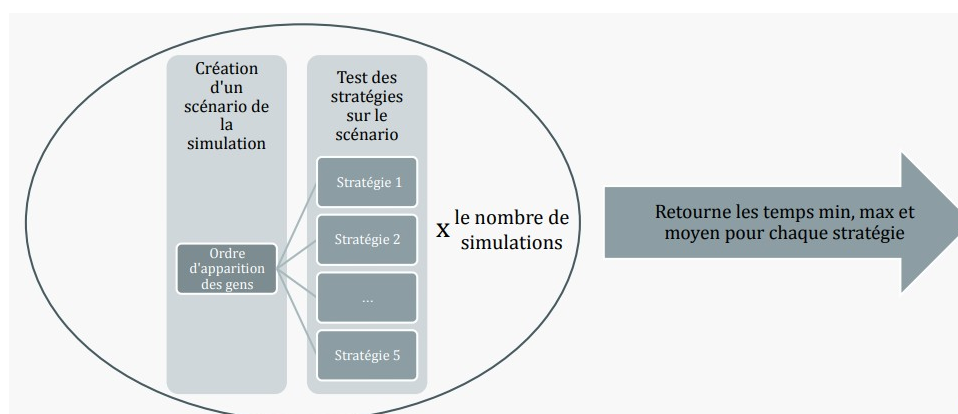 Création
d'un
scénario de
la
simulation
Ordre
d'apparition
des gens
Test des
stratégies
sur le
scénario
Stratégie 1
Stratégie 2
...
Stratégie 5
x le nombre de
simulations
Retourne les temps min, max et
moyen pour chaque stratégie